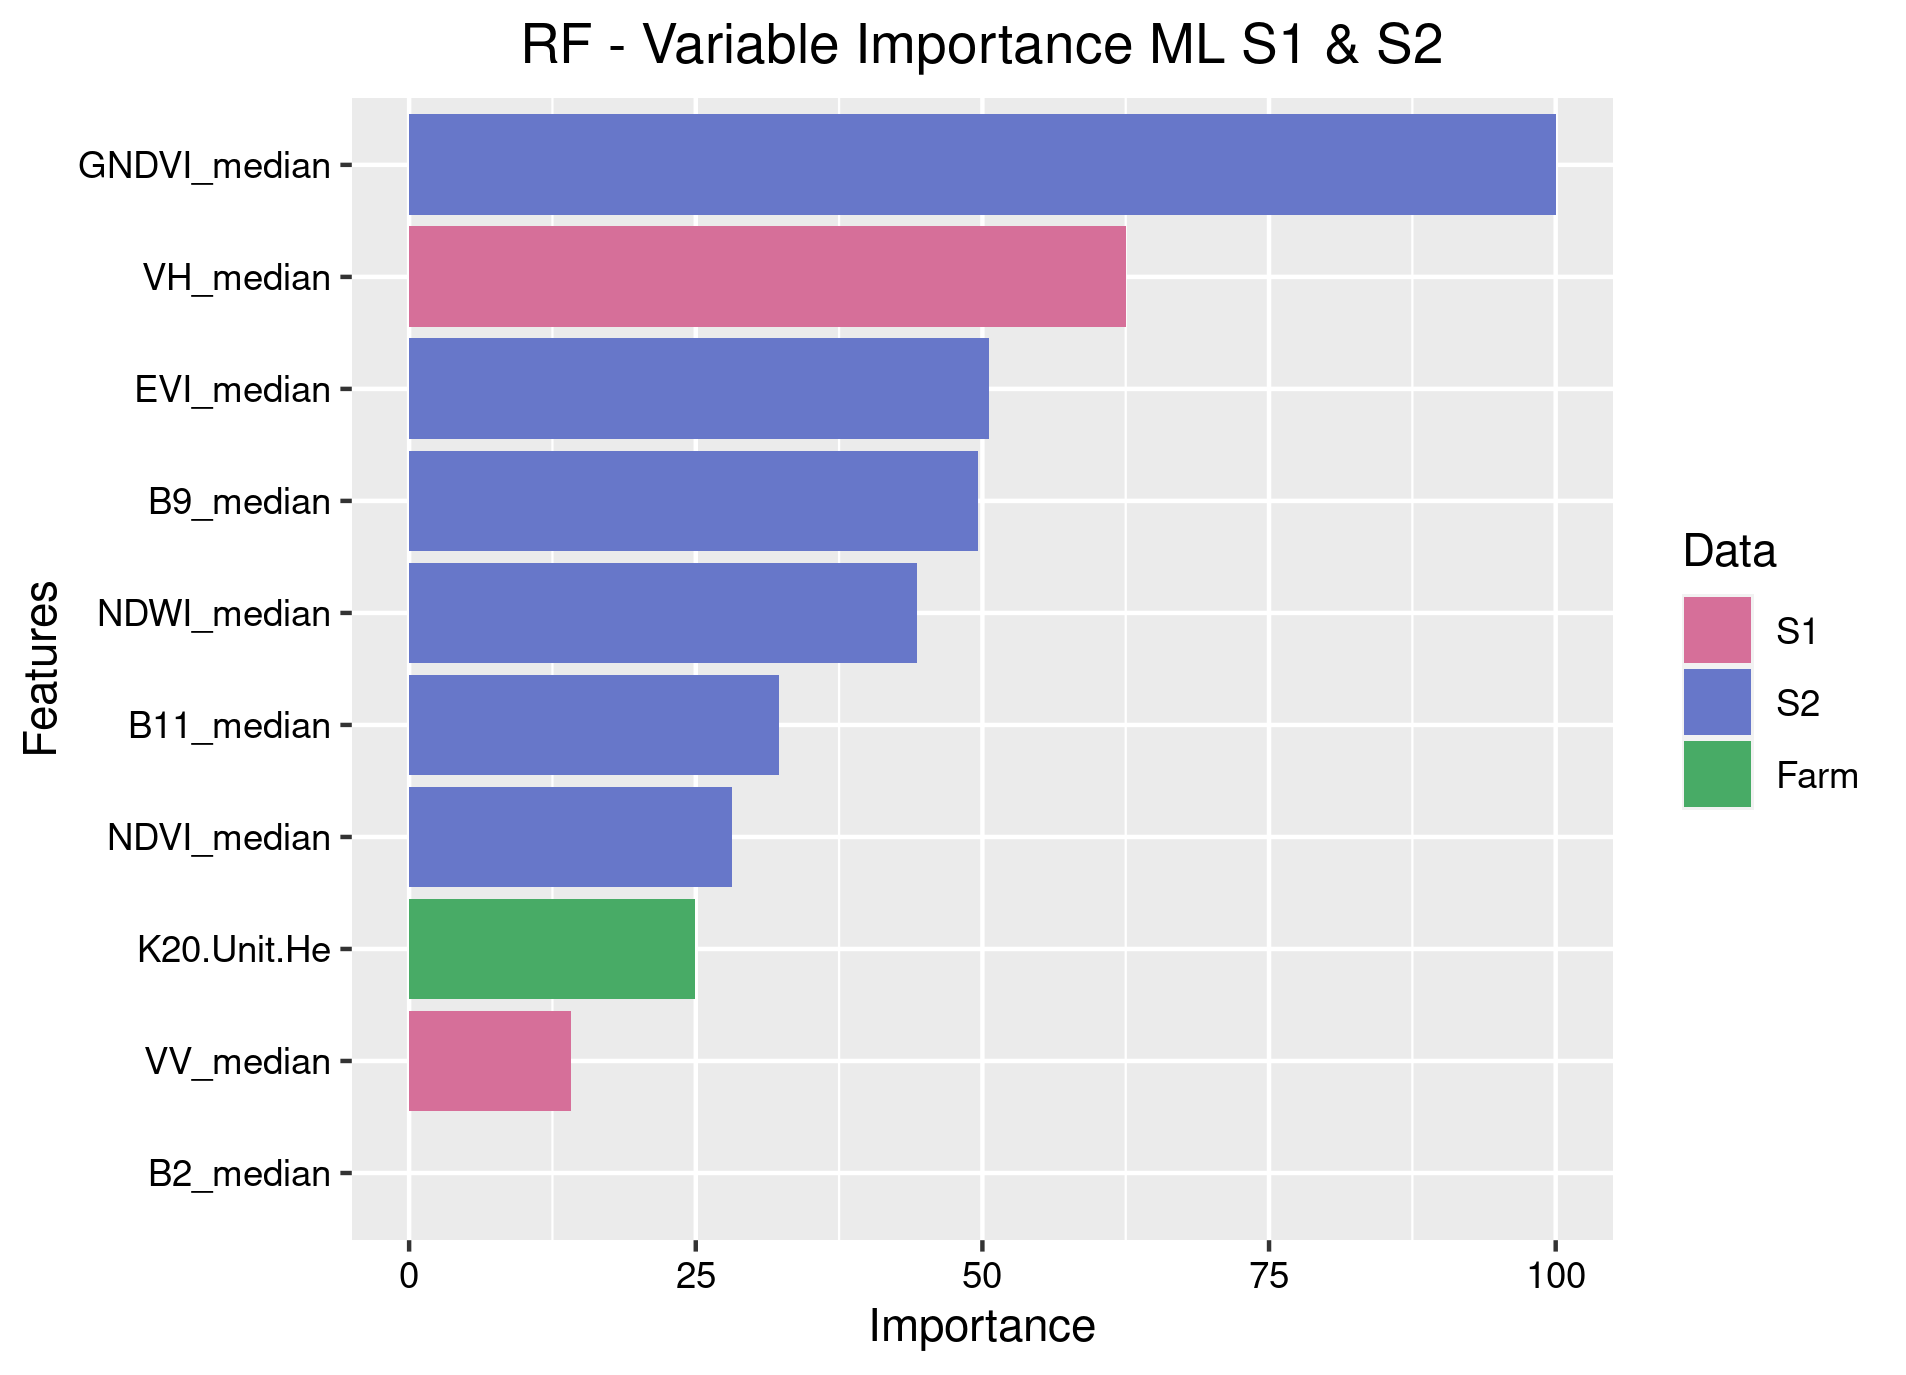 RF - Variable Importance ML S1 & S2
GNDVI_median
VH_median
EVI_median
B9_median
NDWI_median
B11_median
NDVI_median
K20.Unit.He
VV_median
B2_median
Features
0 25 50 75 100
Importance
Data
S1
S2
Farm